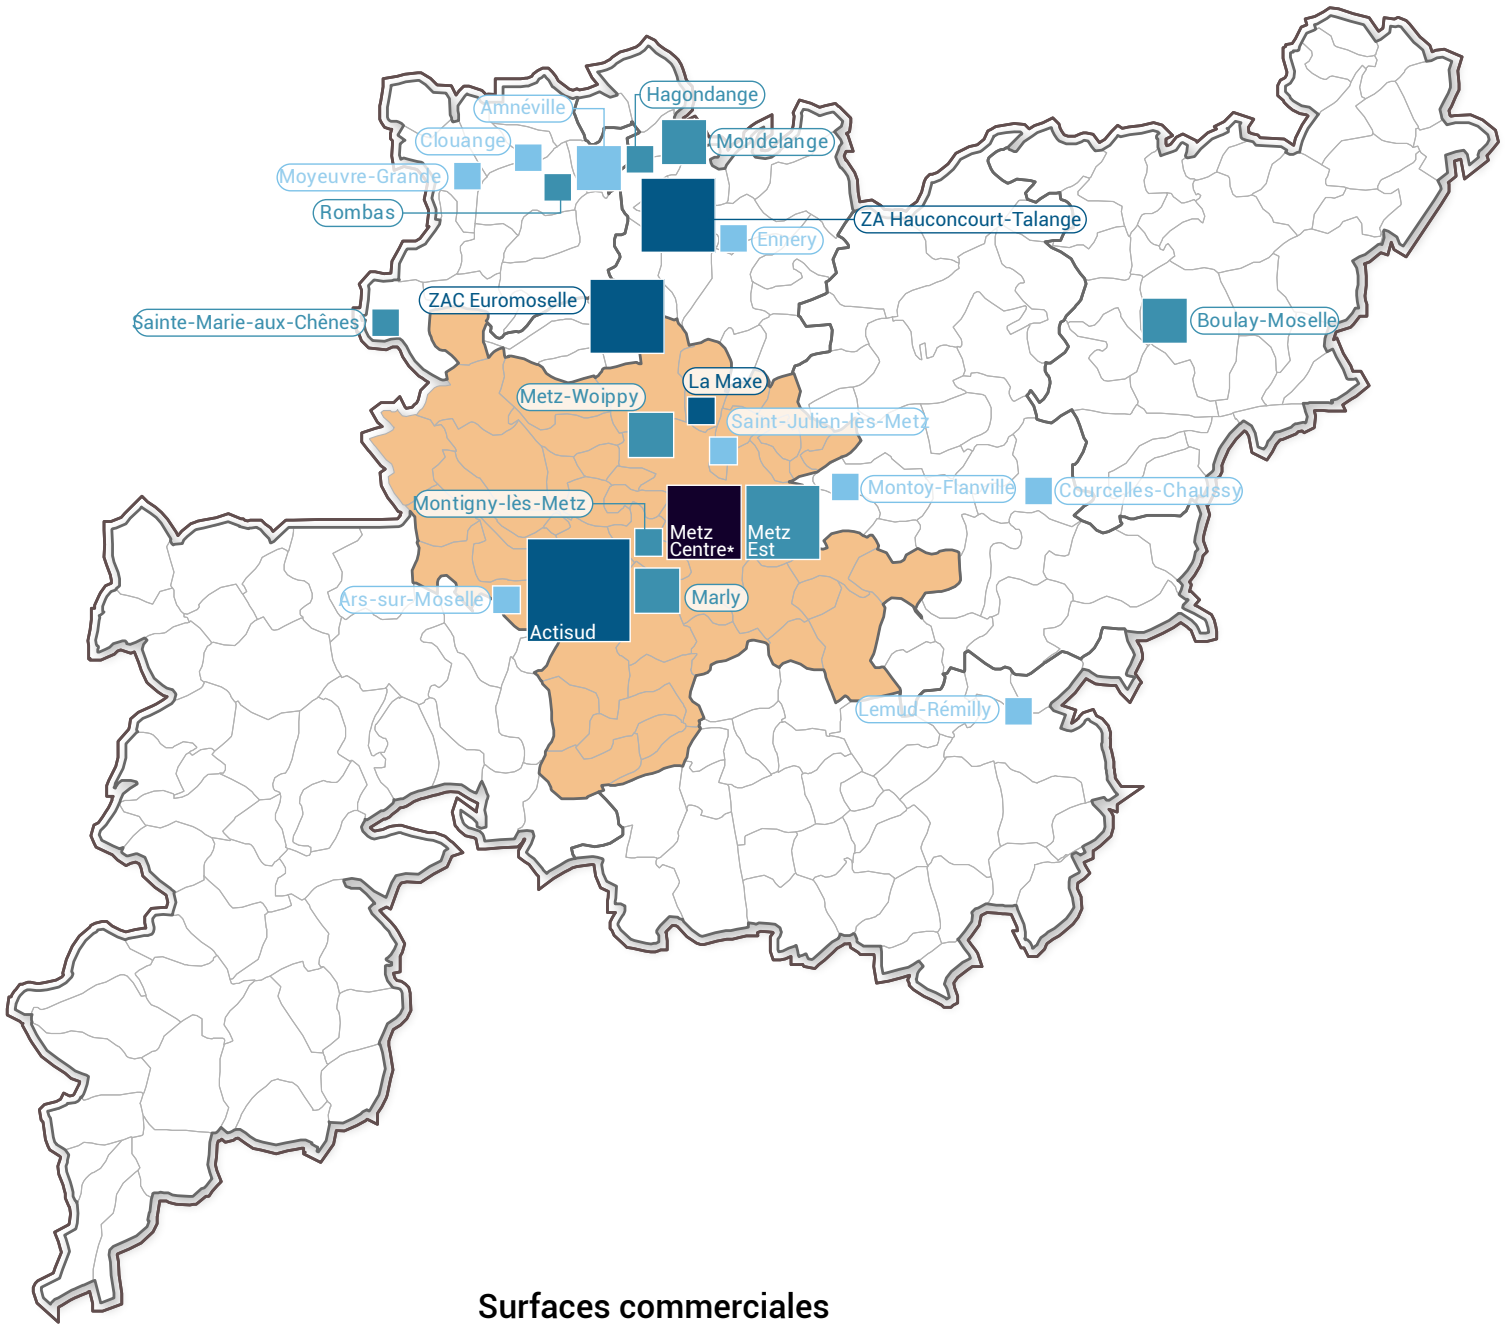 Hagondange
Amnéville
Clouange
Mondelange
Moyeuvre-Grande
Rombas
ZA Hauconcourt-Talange
Ennery
ZAC Euromoselle
Sainte-Marie-aux-Chênes
Boulay-Moselle
La Maxe
Metz-Woippy
Saint-Julien-lès-Metz
Montoy-Flanville
Courcelles-Chaussy
Montigny-lès-Metz
Metz
Centre*
Metz
Est
Ars-sur-Moselle
Marly
Actisud
Lemud-Rémilly
Surfaces commerciales